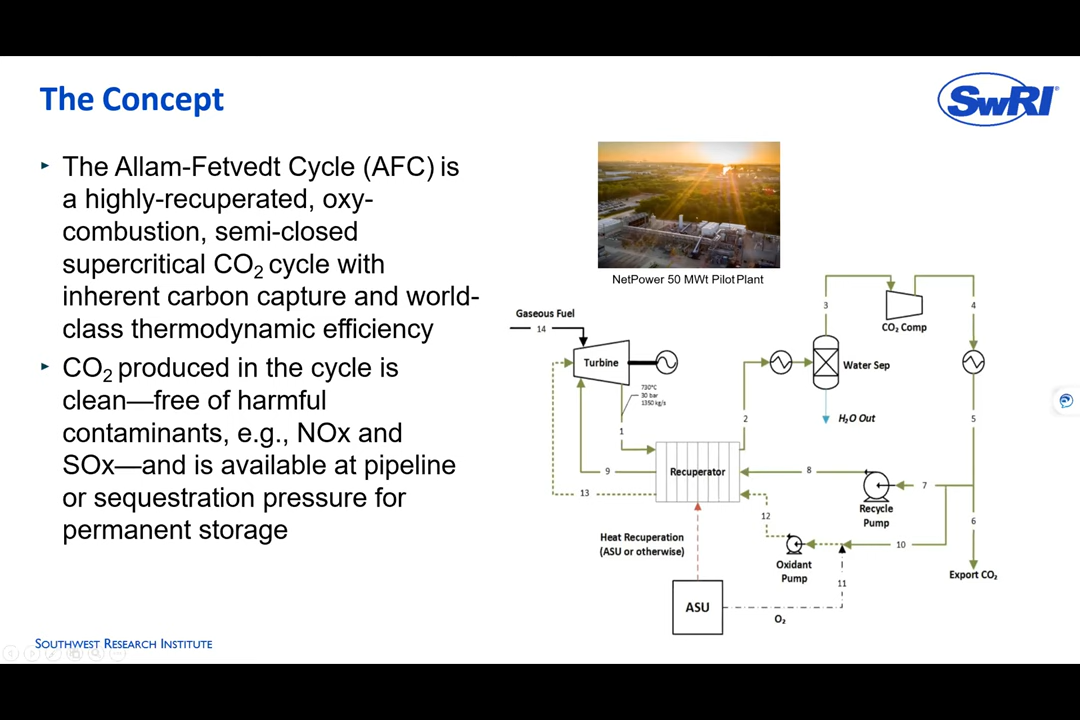 The Concept
SwRI®
▸ The Allam-Fetvedt Cycle (AFC) is
a highly-recuperated, oxy-
combustion, semi-closed
supercritical CO₂ cycle with
inherent carbon capture and world-
class thermodynamic efficiency
▸ CO₂ produced in the cycle is
clean—free of harmful
contaminants, e.g., NOx and
SOx—and is available at pipeline
or sequestration pressure for
permanent storage
NetPower 50 MWt Pilot Plant
Gaseous Fuel
14
Turbine
730°C
30 bar
1350 kg/s
1
2
3
4
CO₂ Comp
Water Sep
H₂O Out
5
Recuperator
9
13
8
7
Recycle
Pump
12
6
10
Heat Recuperation
(ASU or otherwise)
Oxidant
Pump
11
Export CO₂
ASU
O₂
SOUTHWEST RESEARCH INSTITUTE